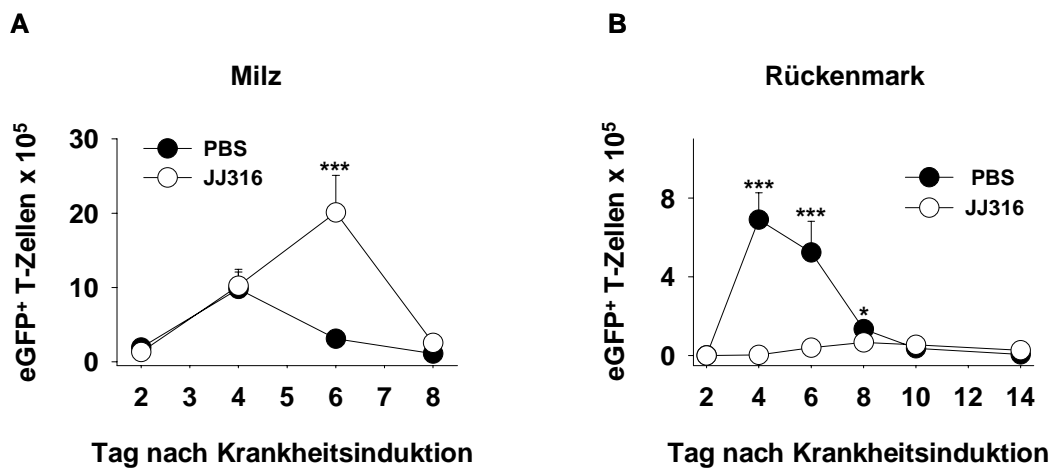 A
Milz
eGFP⁺ T-Zellen x 10⁵
30
20
10
0
PBS
JJ316
***
2 3 4 5 6 7 8
Tag nach Krankheitsinduktion
B
Rückenmark
eGFP⁺ T-Zellen x 10⁵
8
4
0
***
***
*
PBS
JJ316
2 4 6 8 10 12 14
Tag nach Krankheitsinduktion